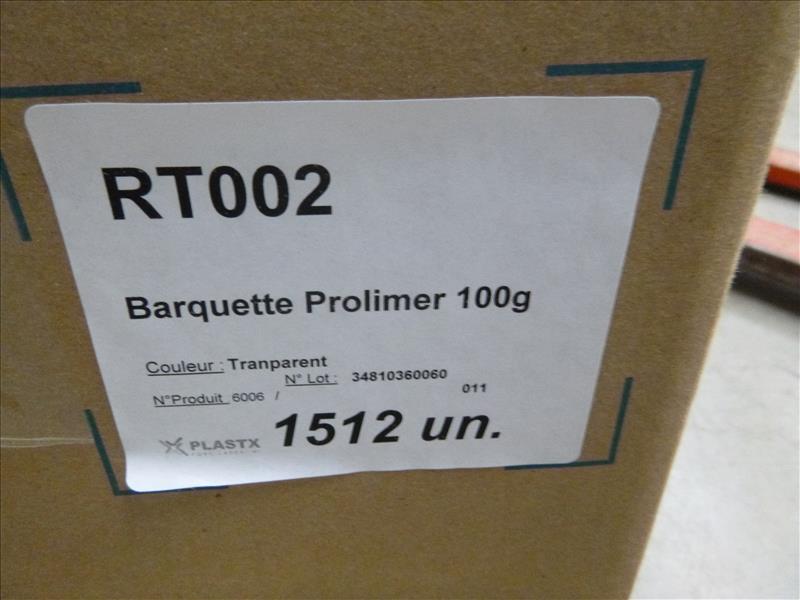 RT002
Barquette Prolimer 100g
Couleur : Tranparent
N° Lot : 34810360060
N°Produit 6006 / 011
PLASTX 1512 un.